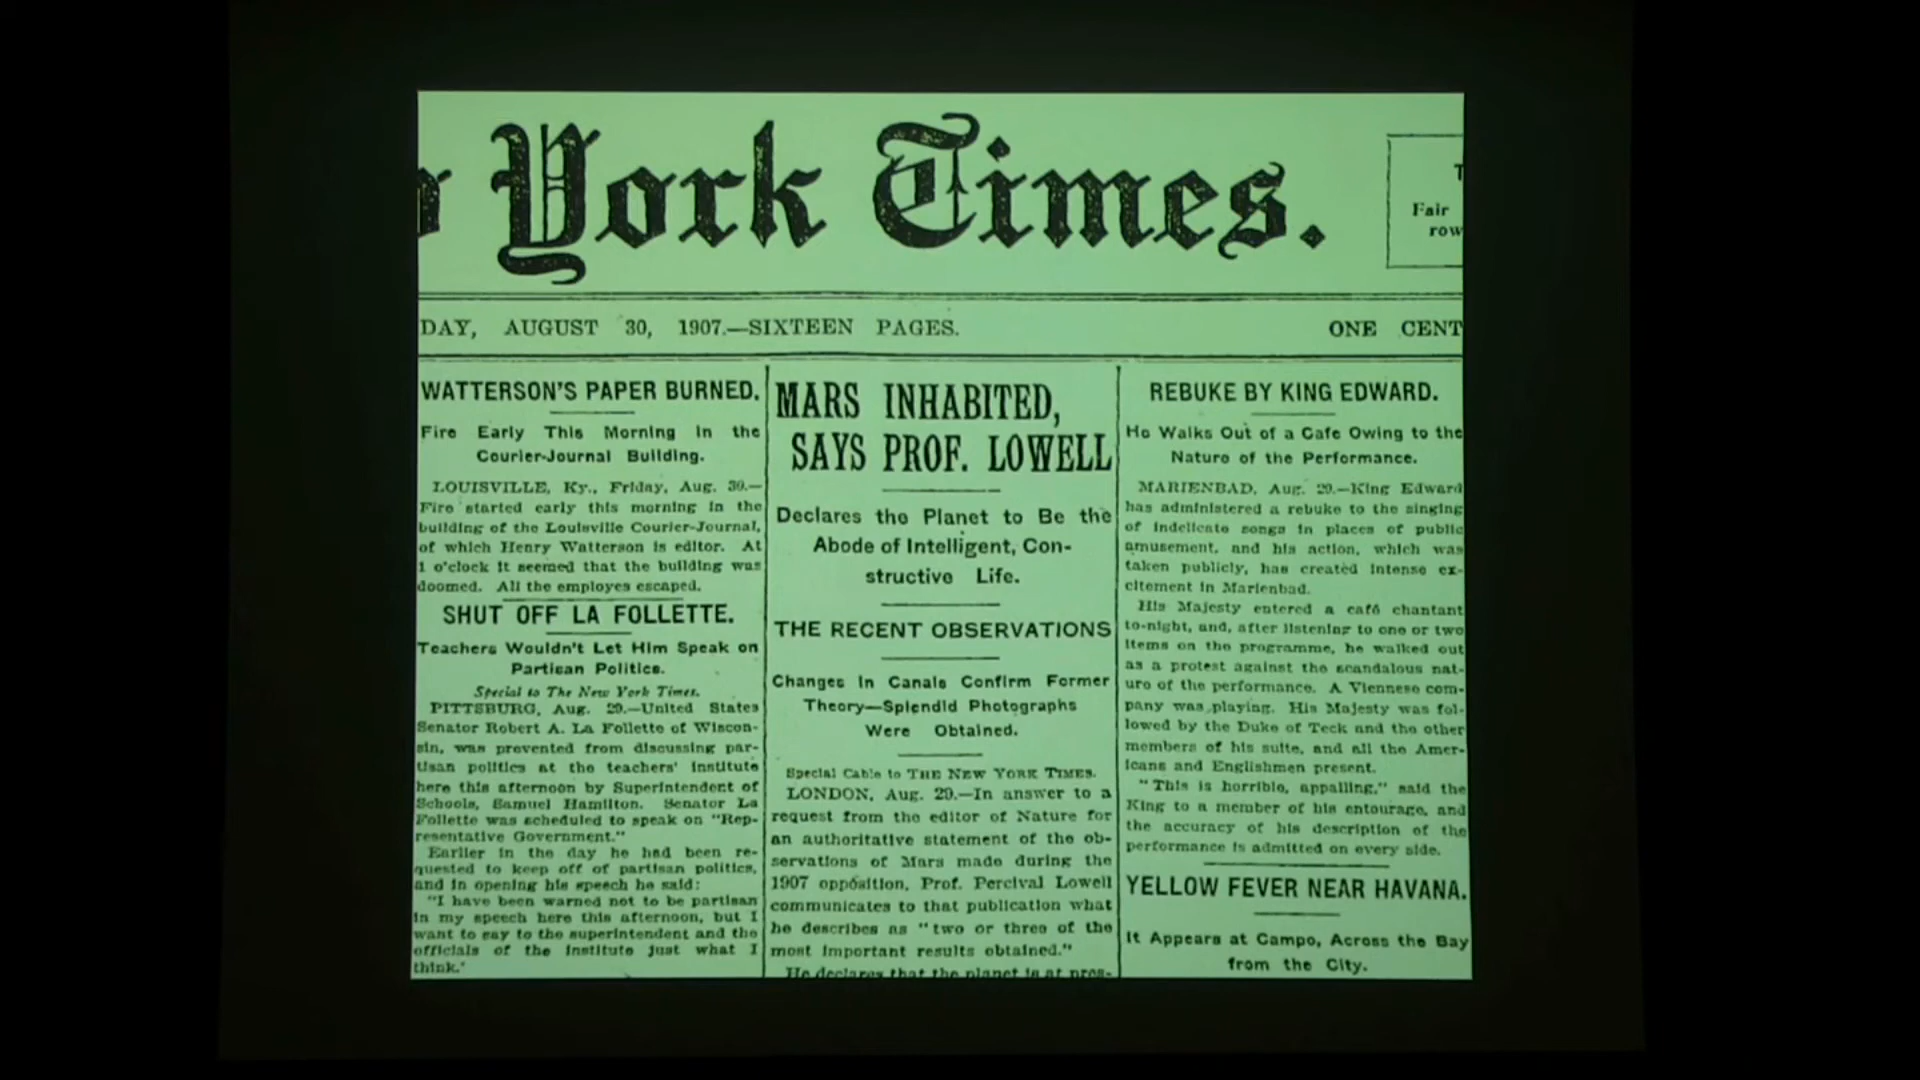 York Times.
T
Fair
row
DAY, AUGUST 30, 1907.—SIXTEEN PAGES.
ONE CENT
WATTERSON'S PAPER BURNED.
Fire Early This Morning in the
Courier-Journal Building.
LOUISVILLE, Ky., Friday, Aug. 30.—
Fire started early this morning in the
building of the Louisville Courier-Journal,
of which Henry Watterson is editor. At
1 o'clock it seemed that the building was
doomed. All the employes escaped.
SHUT OFF LA FOLLETTE.
Teachers Wouldn't Let Him Speak on
Partisan Politics.
Special to The New York Times.
PITTSBURG, Aug. 29.—United States
Senator Robert A. La Follette of Wiscon-
sin, was prevented from discussing par-
tisan politics at the teachers' institute
here this afternoon by Superintendent of
Schools, Samuel Hamilton. Senator La
Follette was scheduled to speak on "Rep-
resentative Government."
Earlier in the day he had been re-
quested to keep off of partisan politics,
and in opening his speech he said:
"I have been warned not to be partisan
in my speech here this afternoon, but I
want to say to the superintendent and the
officials of the institute just what I
think."
MARS INHABITED,
SAYS PROF. LOWELL
Declares the Planet to Be the
Abode of Intelligent, Con-
structive Life.
THE RECENT OBSERVATIONS
Changes in Canals Confirm Former
Theory—Splendid Photographs
Were Obtained.
Special Cable to THE NEW YORK TIMES.
LONDON, Aug. 29.—In answer to a
request from the editor of Nature for
an authoritative statement of the ob-
servations of Mars made during the
1907 opposition, Prof. Percival Lowell
communicates to that publication what
he describes as "two or three of the
most important results obtained."
He declares that the planet is at pres-
REBUKE BY KING EDWARD.
He Walks Out of a Cafe Owing to the
Nature of the Performance.
MARIENBAD, Aug. 29.—King Edward
has administered a rebuke to the singing
of indelicate songs in places of public
amusement, and his action, which was
taken publicly, has created intense ex-
citement in Marienbad.
His Majesty entered a café chantant
to-night, and, after listening to one or two
items on the programme, he walked out
as a protest against the scandalous nat-
ure of the performance. A Viennese com-
pany was playing. His Majesty was fol-
lowed by the Duke of Teck and the other
members of his suite, and all the Amer-
icans and Englishmen present.
"This is horrible, appalling," said the
King to a member of his entourage, and
the accuracy of his description of the
performance is admitted on every side.
YELLOW FEVER NEAR HAVANA.
It Appears at Campo, Across the Bay
from the City.